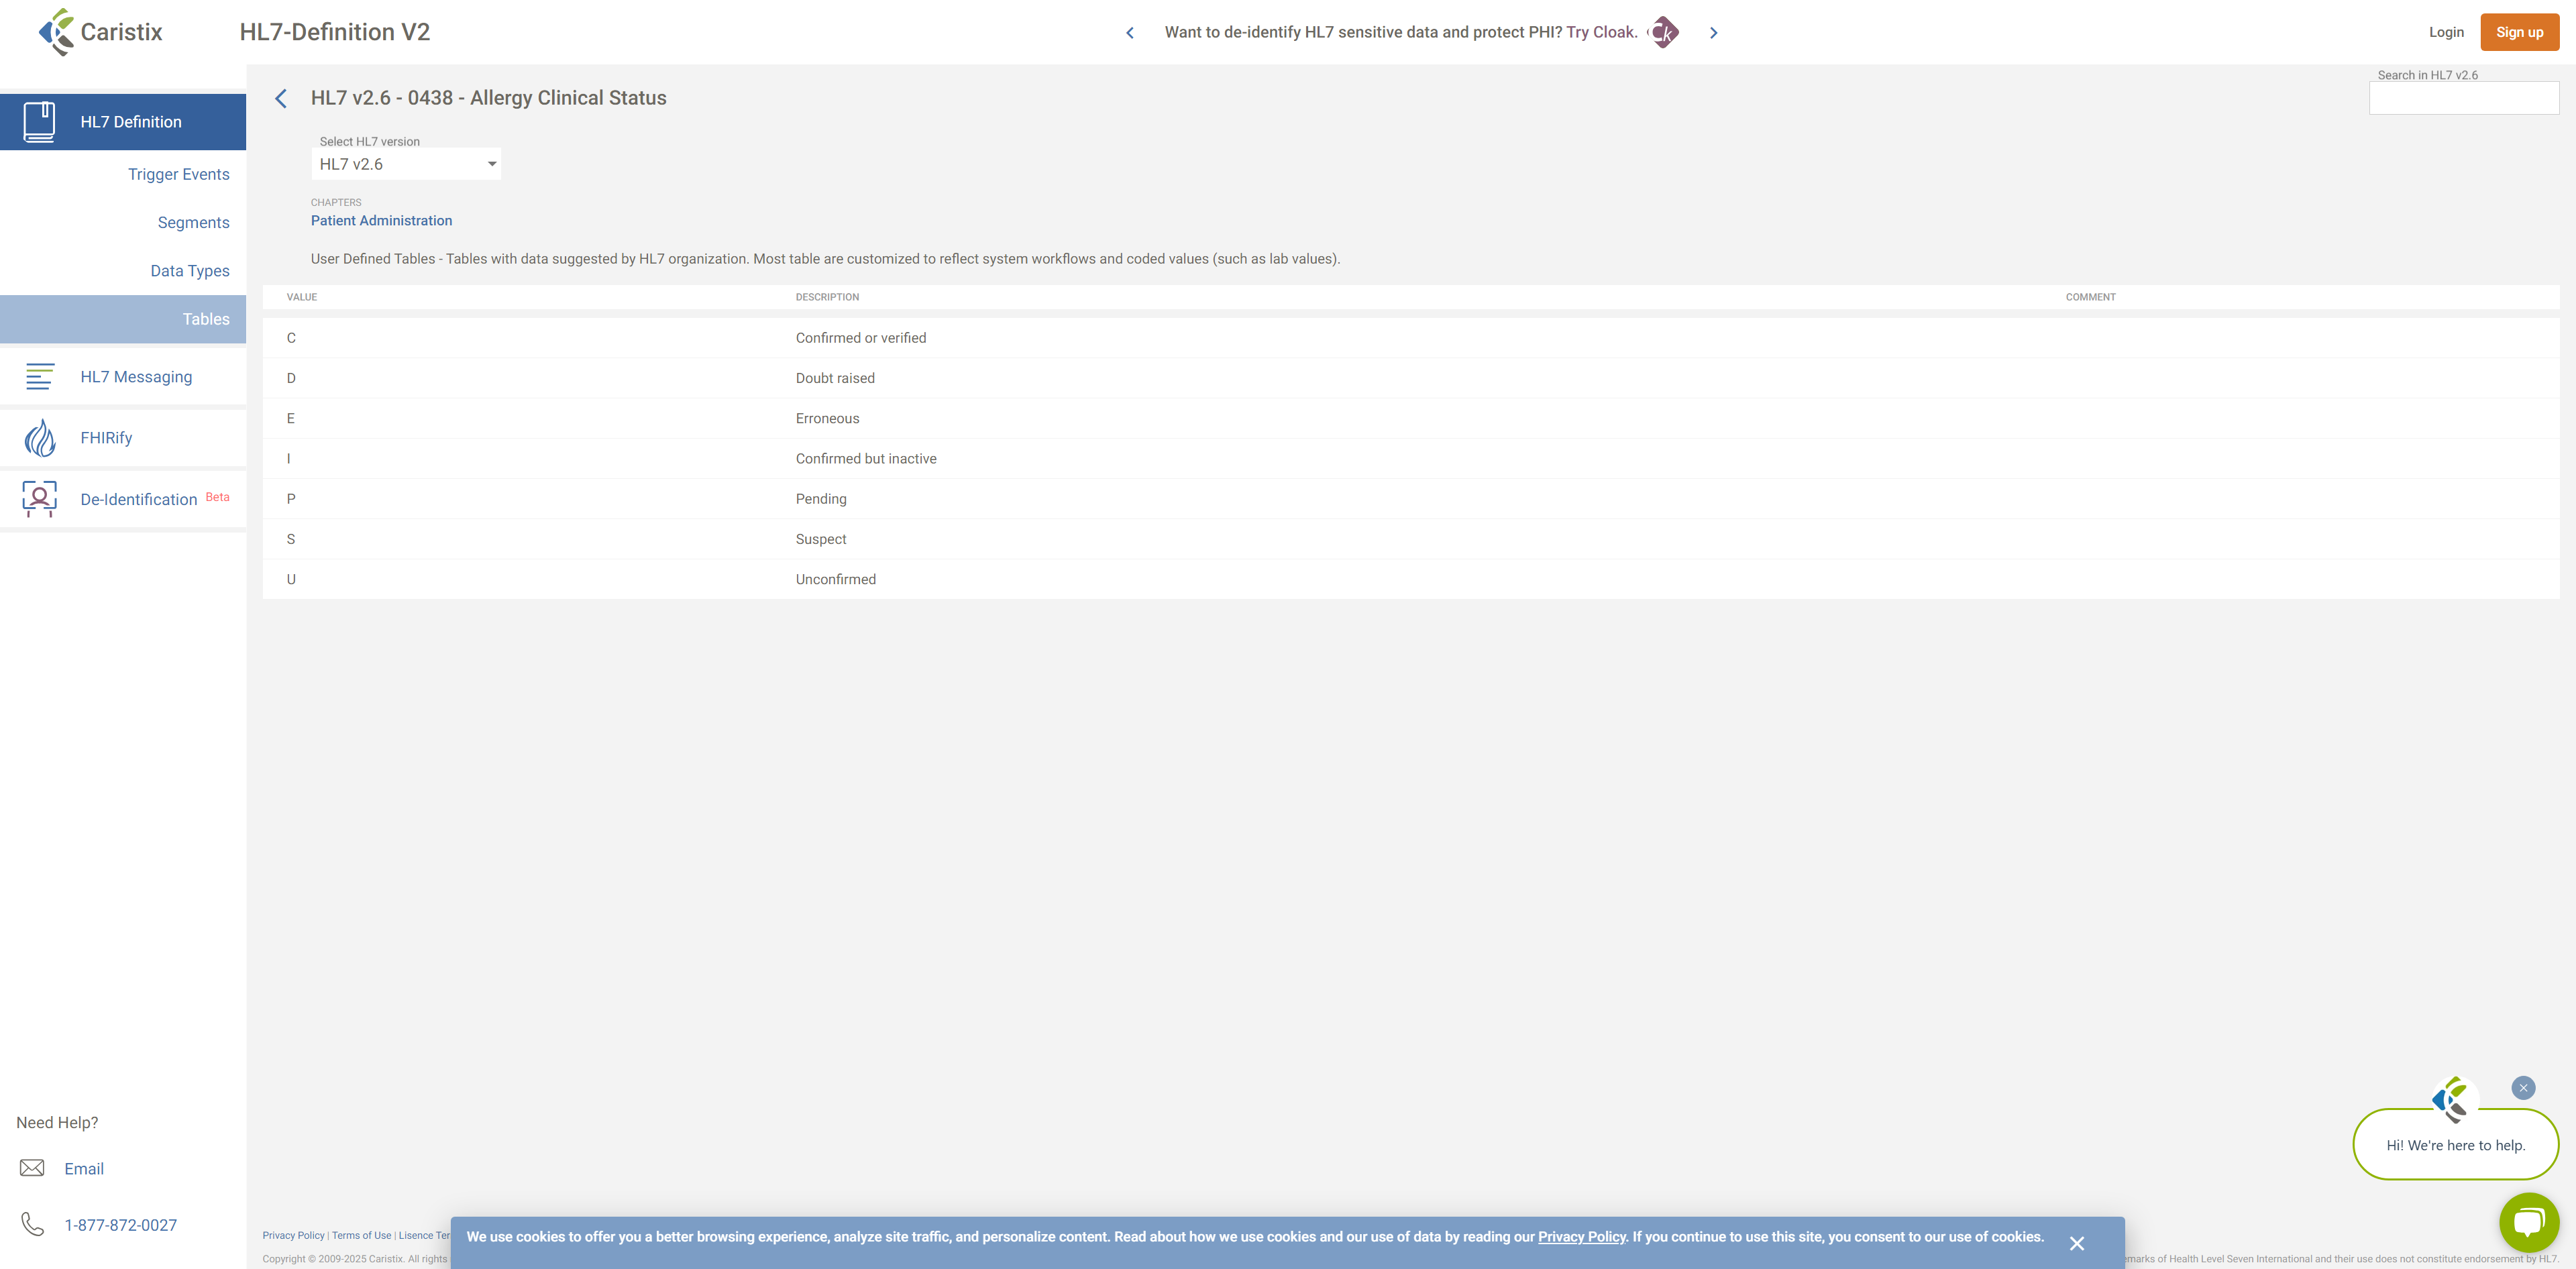 Caristix
HL7-Definition V2
Want to de-identify HL7 sensitive data and protect PHI? Try Cloak.
Ck
Login
Sign up
HL7 Definition
Trigger Events
Segments
Data Types
Tables
HL7 Messaging
FHIRify
De-Identification Beta
Need Help?
Email
1-877-872-0027
HL7 v2.6 - 0438 - Allergy Clinical Status
Search in HL7 v2.6
Select HL7 version
HL7 v2.6
CHAPTERS
Patient Administration
User Defined Tables - Tables with data suggested by HL7 organization. Most table are customized to reflect system workflows and coded values (such as lab values).
VALUE DESCRIPTION COMMENT
C Confirmed or verified
D Doubt raised
E Erroneous
I Confirmed but inactive
P Pending
S Suspect
U Unconfirmed
Hi! We're here to help.
Privacy Policy | Terms of Use | Lisence Ter
We use cookies to offer you a better browsing experience, analyze site traffic, and personalize content. Read about how we use cookies and our use of data by reading our Privacy Policy. If you continue to use this site, you consent to our use of cookies.
Copyright © 2009-2025 Caristix. All rights
emarks of Health Level Seven International and their use does not constitute endorsement by HL7.